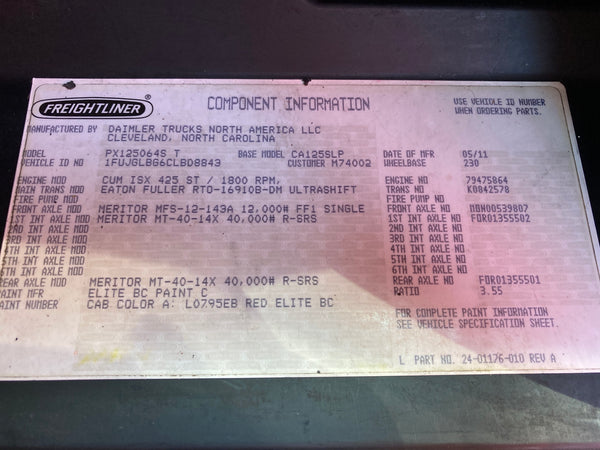 FREIGHTLINER®
COMPONENT INFORMATION
USE VEHICLE ID NUMBER
WHEN ORDERING PARTS.
MANUFACTURED BY DAIMLER TRUCKS NORTH AMERICA LLC
CLEVELAND, NORTH CAROLINA
MODEL PX125064S T BASE MODEL CA125SLP DATE OF MFR 05/11
VEHICLE ID NO 1FUJGLBG6CLBD8843 CUSTOMER M74002 WHEELBASE 230
ENGINE MOD CUM ISX 425 ST / 1800 RPM, ENGINE NO 79475864
MAIN TRANS MOD EATON FULLER RTO-16910B-DM ULTRASHIFT TRANS NO K0842578
FIRE PUMP MOD FIRE PUMP NO
FRONT AXLE MOD MERITOR MFS-12-143A 12,000# FF1 SINGLE FRONT AXLE NO NBN00539807
1ST INT AXLE MOD MERITOR MT-40-14X 40,000# R-SRS 1ST INT AXLE NO FOR01355502
2RD INT AXLE MOD 2ND INT AXLE NO
3RD INT AXLE MOD 3RD INT AXLE NO
4TH INT AXLE MOD 4TH INT AXLE NO
5TH INT AXLE MOD 5TH INT AXLE NO
6TH INT AXLE MOD 6TH INT AXLE NO
REAR AXLE MOD MERITOR MT-40-14X 40,000# R-SRS REAR AXLE NO FOR01355501
PAINT MFR ELITE BC PAINT C RATIO 3.55
PAINT NUMBER CAB COLOR A: L0795EB RED ELITE BC
FOR COMPLETE PAINT INFORMATION
SEE VEHICLE SPECIFICATION SHEET.
L PART NO. 24-01176-010 REV A